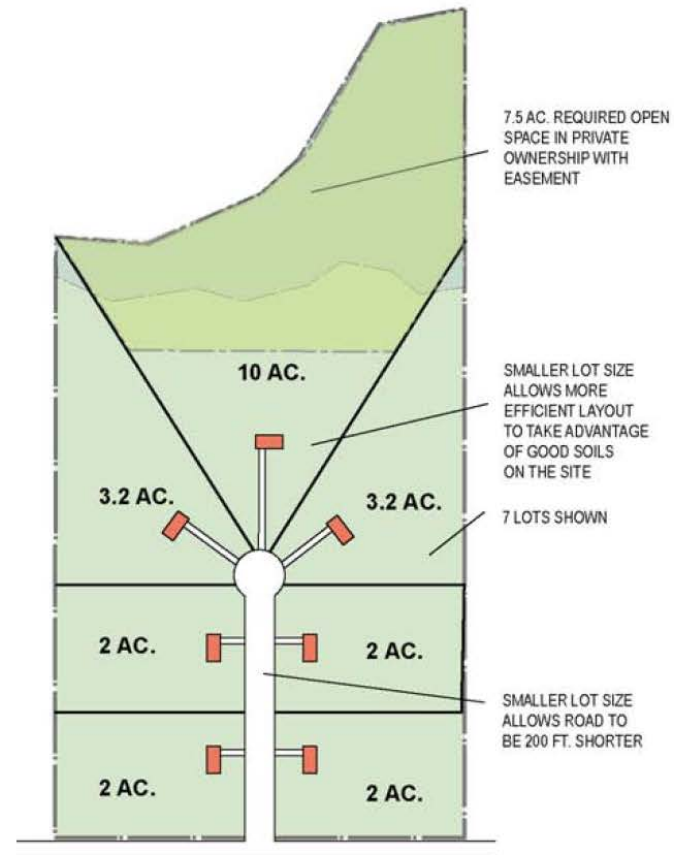 7.5 AC. REQUIRED OPEN
SPACE IN PRIVATE
OWNERSHIP WITH
EASEMENT
10 AC.
SMALLER LOT SIZE
ALLOWS MORE
EFFICIENT LAYOUT
TO TAKE ADVANTAGE
OF GOOD SOILS
ON THE SITE
3.2 AC.
3.2 AC.
7 LOTS SHOWN
2 AC.
2 AC.
SMALLER LOT SIZE
ALLOWS ROAD TO
BE 200 FT. SHORTER
2 AC.
2 AC.